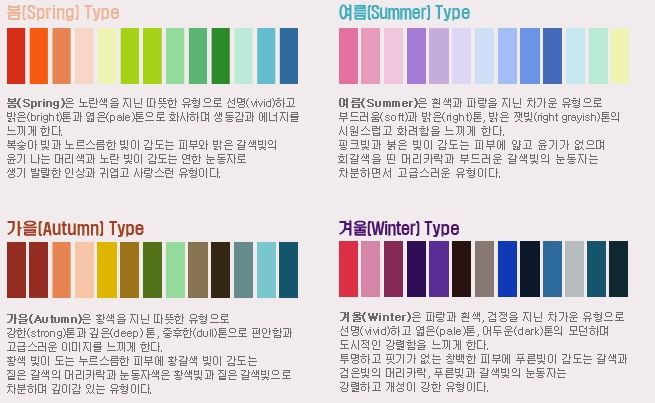 봄(Spring) Type
봄(Spring)은 노란색을 지닌 따뜻한 유형으로 선명(vivid)하고
밝은(bright)톤과 엷은(pale)톤으로 화사하며 생동감과 에너지를
느끼게 한다.
복숭아 빛과 노르스름한 빛이 감도는 피부와 밝은 갈색빛의
윤기 나는 머리색과 노란 빛이 감도는 연한 눈동자로
생기 발랄한 인상과 귀엽고 사랑스런 유형이다.
여름(Summer) Type
여름(Summer)은 흰색과 파랑을 지닌 차가운 유형으로
부드러움(soft)과 밝은(right)톤, 밝은 잿빛(right grayish)톤의
시원스럽고 화려함을 느끼게 한다.
핑크빛과 붉은 빛이 감도는 피부에 얇고 윤기가 없으며
회갈색을 띤 머리카락과 부드러운 갈색빛의 눈동자는
차분하면서 고급스러운 유형이다.
가을(Autumn) Type
가을(Autumn)은 황색을 지닌 따뜻한 유형으로
강한(strong)톤과 깊은(deep) 톤, 중후한(dull)톤으로 편안함과
고급스러운 이미지를 느끼게 한다.
황색 빛이 도는 누르스름한 피부에 황갈색 빛이 감도는
짙은 갈색의 머리카락과 눈동자색은 황색빛과 짙은 갈색빛으로
차분하며 깊이감 있는 유형이다.
겨울(Winter) Type
겨울(Winter)은 파랑과 흰색, 검정을 지닌 차가운 유형으로
선명(vivid)하고 엷은(pale)톤, 어두운(dark)톤의 모던하며
도시적인 강렬함을 느끼게 한다.
투명하고 핏기가 없는 창백한 피부에 푸른빛이 감도는 갈색과
검은빛의 머리카락, 푸른빛과 갈색빛의 눈동자는
강렬하고 개성이 강한 유형이다.